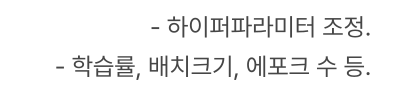 - 하이퍼파라미터 조정.
- 학습률, 배치크기, 에포크 수 등.